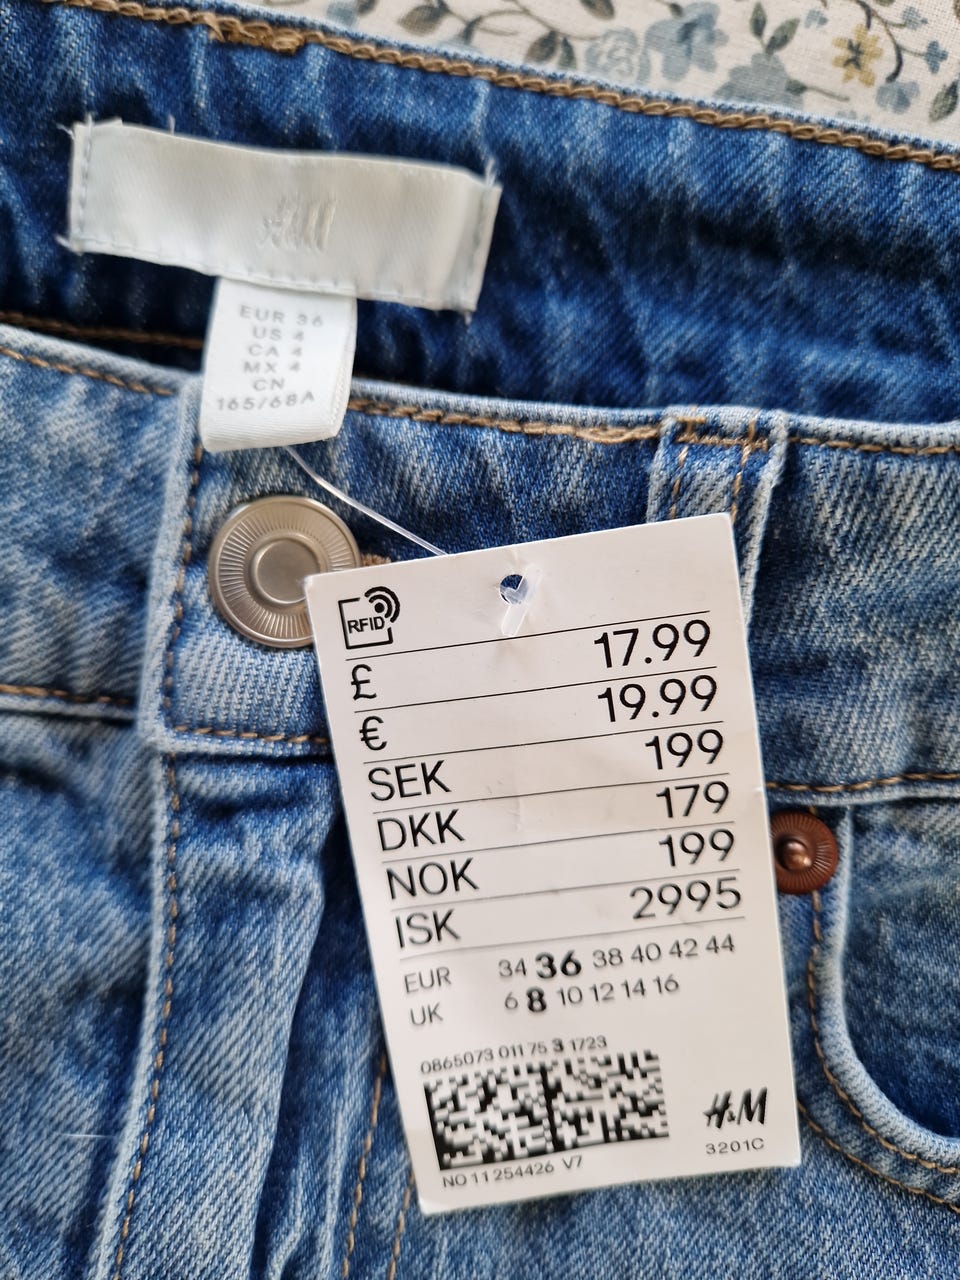 H&M
EUR 36
US 4
CA 4
MX 4
CN
165/68A
RFID
£ 17.99
€ 19.99
SEK 199
DKK 179
NOK 199
ISK 2995
EUR 34 36 38 40 42 44
UK 6 8 10 12 14 16
0865073 011 75 3 1723
H&M
3201C
NO 11254426 V7